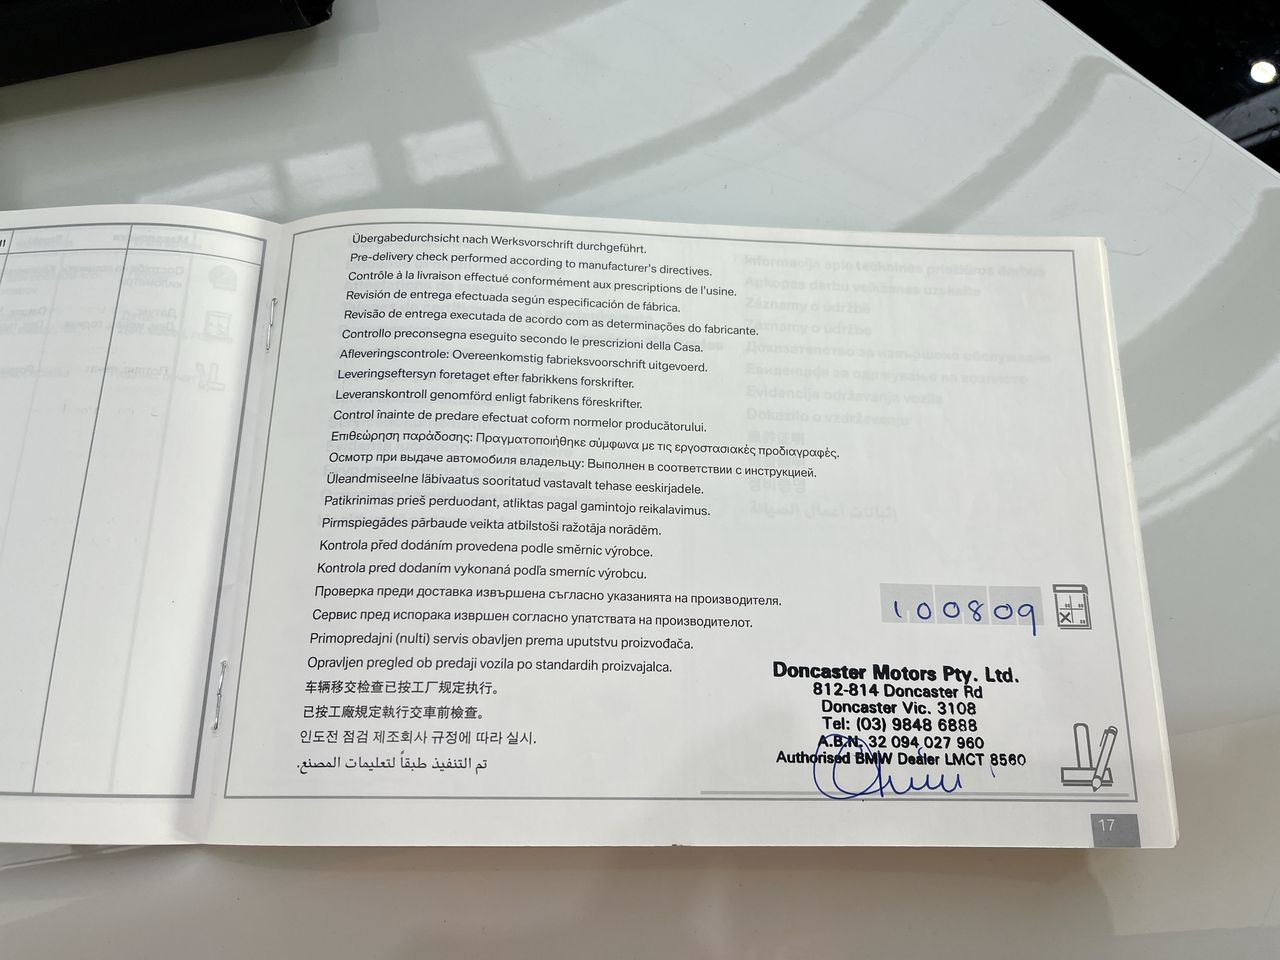 Übergabedurchsicht nach Werksvorschrift durchgeführt.
Pre-delivery check performed according to manufacturer's directives.
Contrôle à la livraison effectué conformément aux prescriptions de l'usine.
Revisión de entrega efectuada según especificación de fábrica.
Revisão de entrega executada de acordo com as determinações do fabricante.
Controllo preconsegna eseguito secondo le prescrizioni della Casa.
Afleveringscontrole: Overeenkomstig fabrieksvoorschrift uitgevoerd.
Leveringseftersyn foretaget efter fabrikkens forskrifter.
Leveranskontroll genomförd enligt fabrikens föreskrifter.
Control înainte de predare efectuat coform normelor producătorului.
Επιθεώρηση παράδοσης: Πραγματοποιήθηκε σύμφωνα με τις εργοστασιακές προδιαγραφές.
Осмотр при выдаче автомобиля владельцу: Выполнен в соответствии с инструкцией.
Üleandmiseelne läbivaatus sooritatud vastavalt tehase eeskirjadele.
Patikrinimas prieš perduodant, atliktas pagal gamintojo reikalavimus.
Pirmspiegādes pārbaude veikta atbilstoši ražotāja norādēm.
Kontrola před dodáním provedena podle směrnic výrobce.
Kontrola pred dodaním vykonaná podľa smerníc výrobcu.
Проверка преди доставка извършена съгласно указанията на производителя.
Сервис пред испорака извршен согласно упатствата на производителот.
Primopredajni (nulti) servis obavljen prema uputstvu proizvođača.
Opravljen pregled ob predaji vozila po standardih proizvajalca.
车辆移交检查已按工厂规定执行。
已按工廠規定執行交車前檢查。
인도전 점검 제조회사 규정에 따라 실시.
تم التنفيذ طبقاً لتعليمات المصنع.
100809
Doncaster Motors Pty. Ltd.
812-814 Doncaster Rd
Doncaster Vic. 3108
Tel: (03) 9848 6888
A.B.N. 32 094 027 960
Authorised BMW Dealer LMCT 8560
17